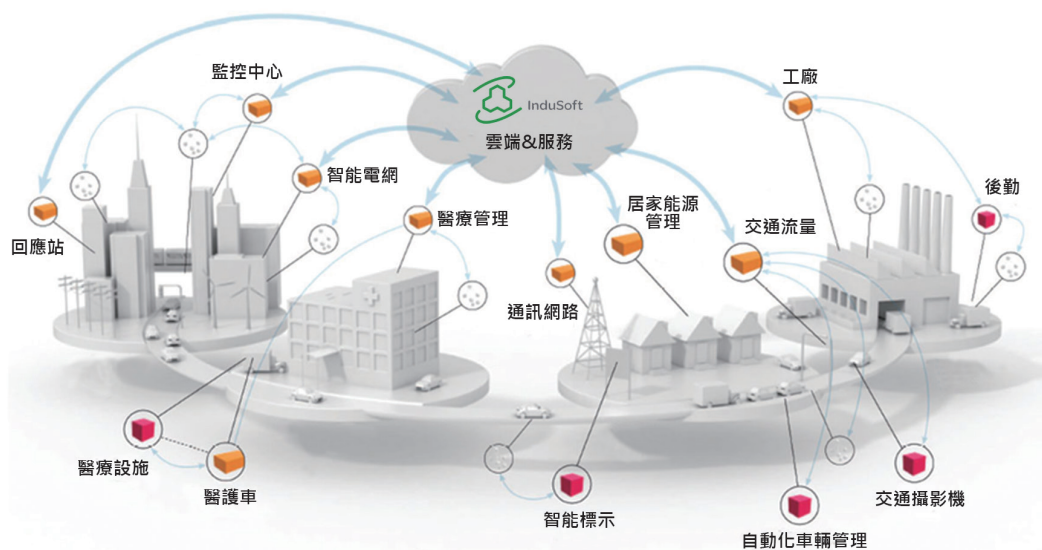 監控中心
InduSoft
雲端&服務
工廠
智能電網
居家能源
管理
後勤
回應站
醫療管理
交通流量
通訊網路
醫療設施
醫護車
智能標示
交通攝影機
自動化車輛管理